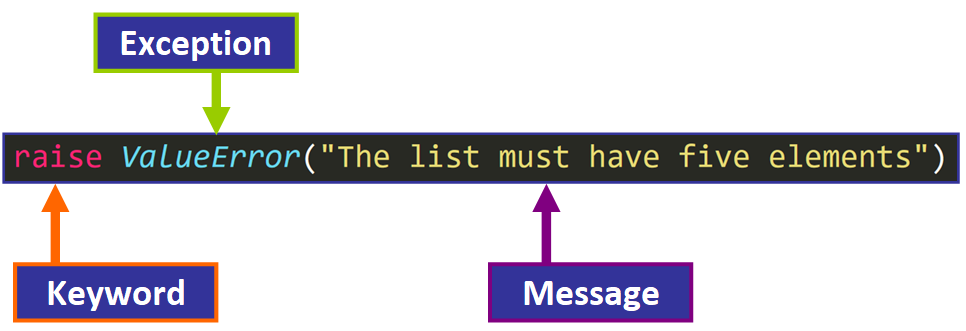 Exception
raise ValueError("The list must have five elements")
Keyword
Message